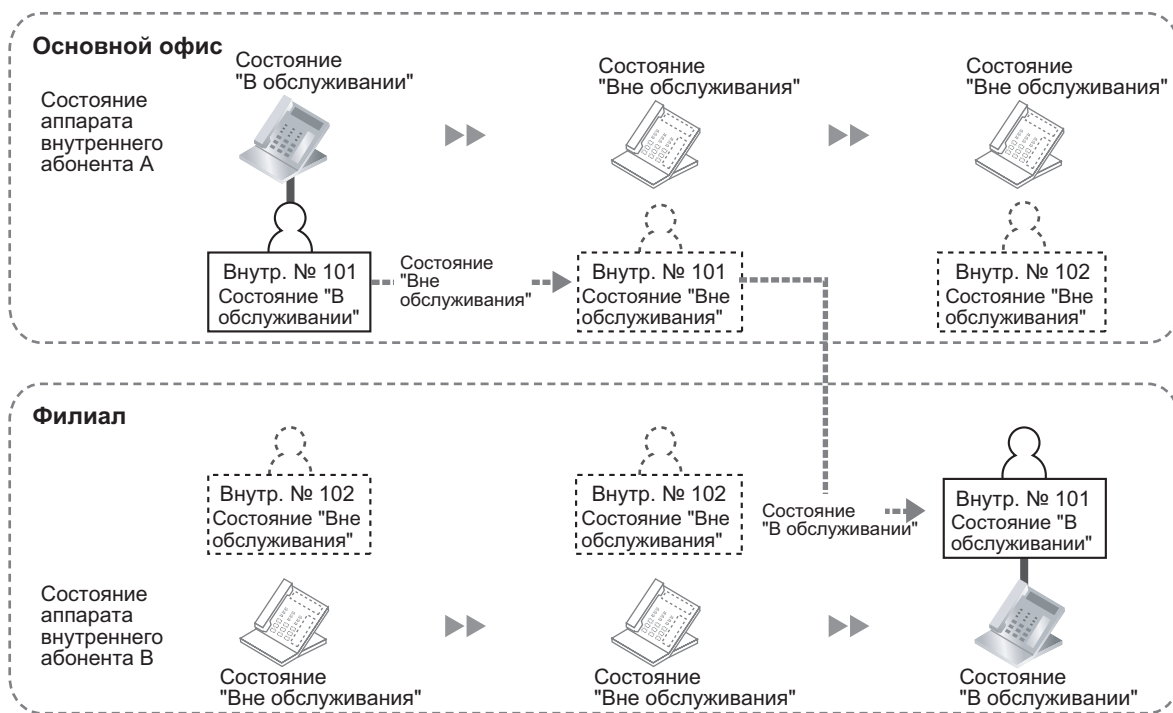 Основной офис
Состояние
"В обслуживании"
Состояние
"Вне обслуживания"
Состояние
"Вне обслуживания"
Состояние
аппарата
внутреннего
абонента А
Внутр. № 101
Состояние "В
обслуживании"
Состояние
"Вне
обслуживания"
Внутр. № 101
Состояние "Вне
обслуживания"
Внутр. № 102
Состояние "Вне
обслуживания"
Филиал
Внутр. № 102
Состояние "Вне
обслуживания"
Внутр. № 102
Состояние "Вне
обслуживания"
Состояние
"В обслуживании"
Внутр. № 101
Состояние "В
обслуживании"
Состояние
аппарата
внутреннего
абонента В
Состояние
"Вне обслуживания"
Состояние
"Вне обслуживания"
Состояние
"В обслуживании"